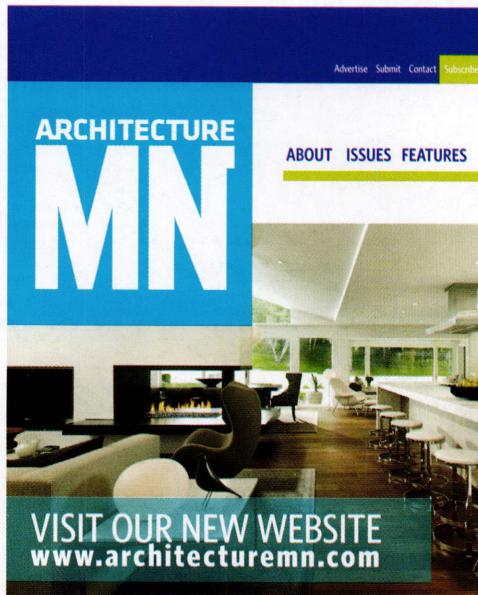 Advertise Submit Contact Subscribe
ARCHITECTURE
MN
ABOUT ISSUES FEATURES
VISIT OUR NEW WEBSITE
www.architecturemn.com